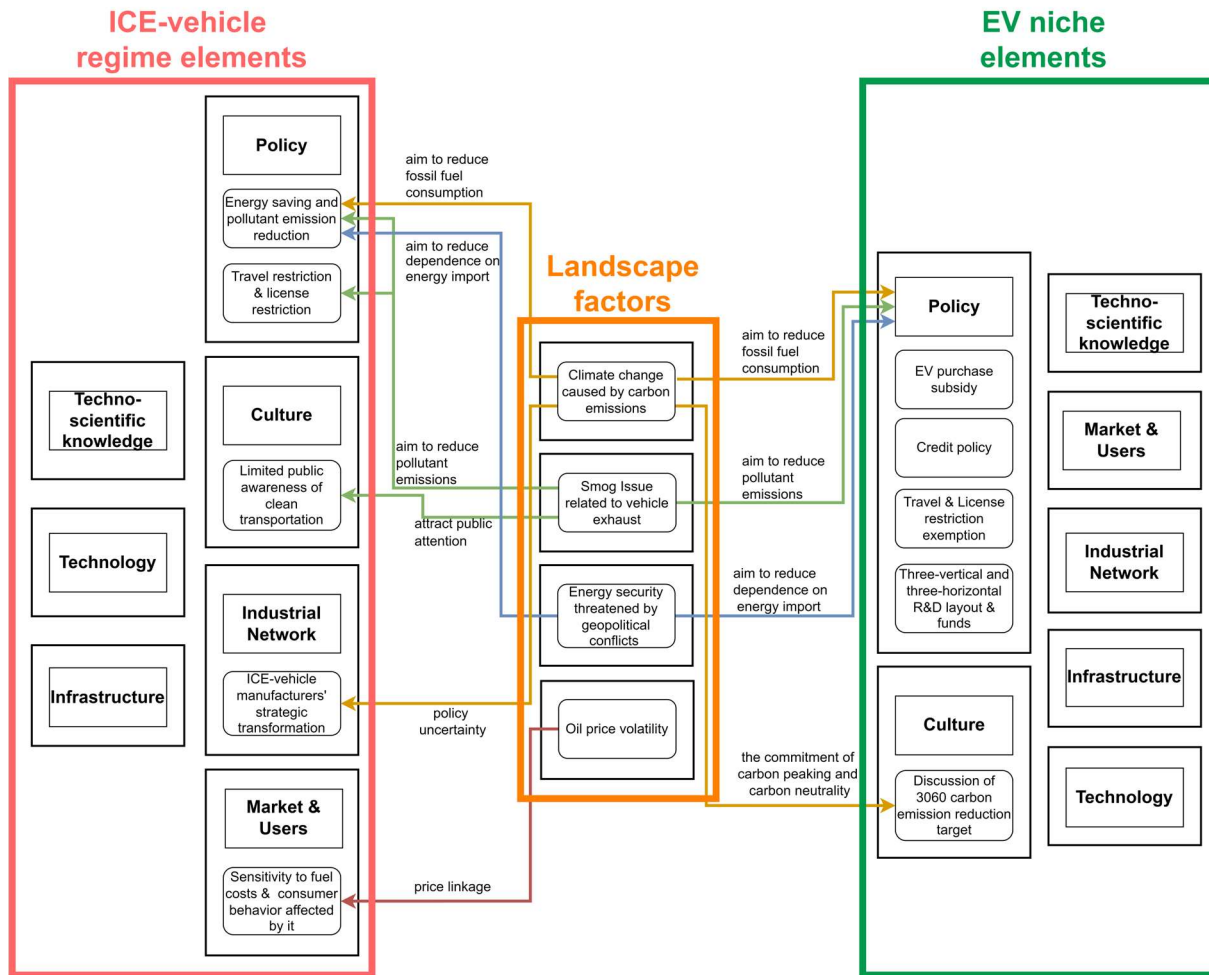 ICE-vehicle
regime elements
Policy
Energy saving and
pollutant emission
reduction
Travel restriction
& license
restriction
Techno-
scientific
knowledge
Technology
Infrastructure
Culture
Limited public
awareness of
clean
transportation
Industrial
Network
ICE-vehicle
manufacturers'
strategic
transformation
Market &
Users
Sensitivity to fuel
costs & consumer
behavior affected
by it
aim to reduce
fossil fuel
consumption
aim to reduce
dependence on
energy import
aim to reduce
pollutant
emissions
attract public
attention
policy
uncertainty
price linkage
Landscape
factors
Climate change
caused by carbon
emissions
Smog Issue
related to vehicle
exhaust
Energy security
threatened by
geopolitical
conflicts
Oil price volatility
aim to reduce
fossil fuel
consumption
aim to reduce
pollutant
emissions
aim to reduce
dependence on
energy import
the commitment of
carbon peaking and
carbon neutrality
EV niche
elements
Policy
EV purchase
subsidy
Credit policy
Travel & License
restriction
exemption
Three-vertical and
three-horizontal
R&D layout &
funds
Culture
Discussion of
3060 carbon
emission reduction
target
Techno-
scientific
knowledge
Market &
Users
Industrial
Network
Infrastructure
Technology